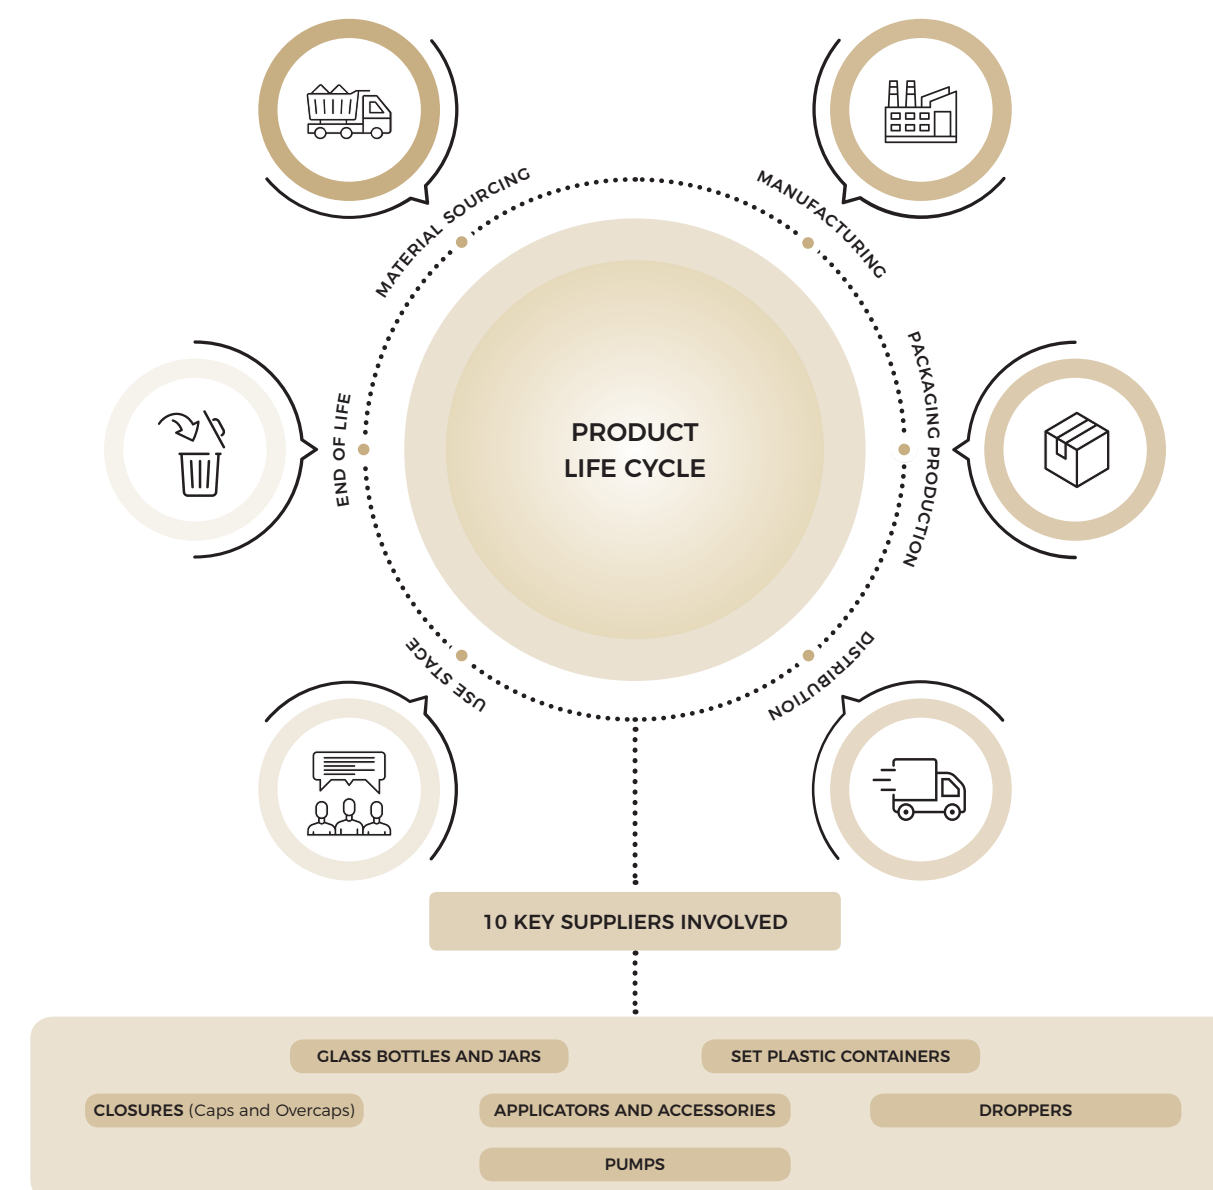 MATERIAL SOURCING
MANUFACTURING
PACKAGING PRODUCTION
END OF LIFE
PRODUCT
LIFE CYCLE
USE STAGE
DISTRIBUTION
10 KEY SUPPLIERS INVOLVED
GLASS BOTTLES AND JARS
SET PLASTIC CONTAINERS
CLOSURES (Caps and Overcaps)
APPLICATORS AND ACCESSORIES
DROPPERS
PUMPS